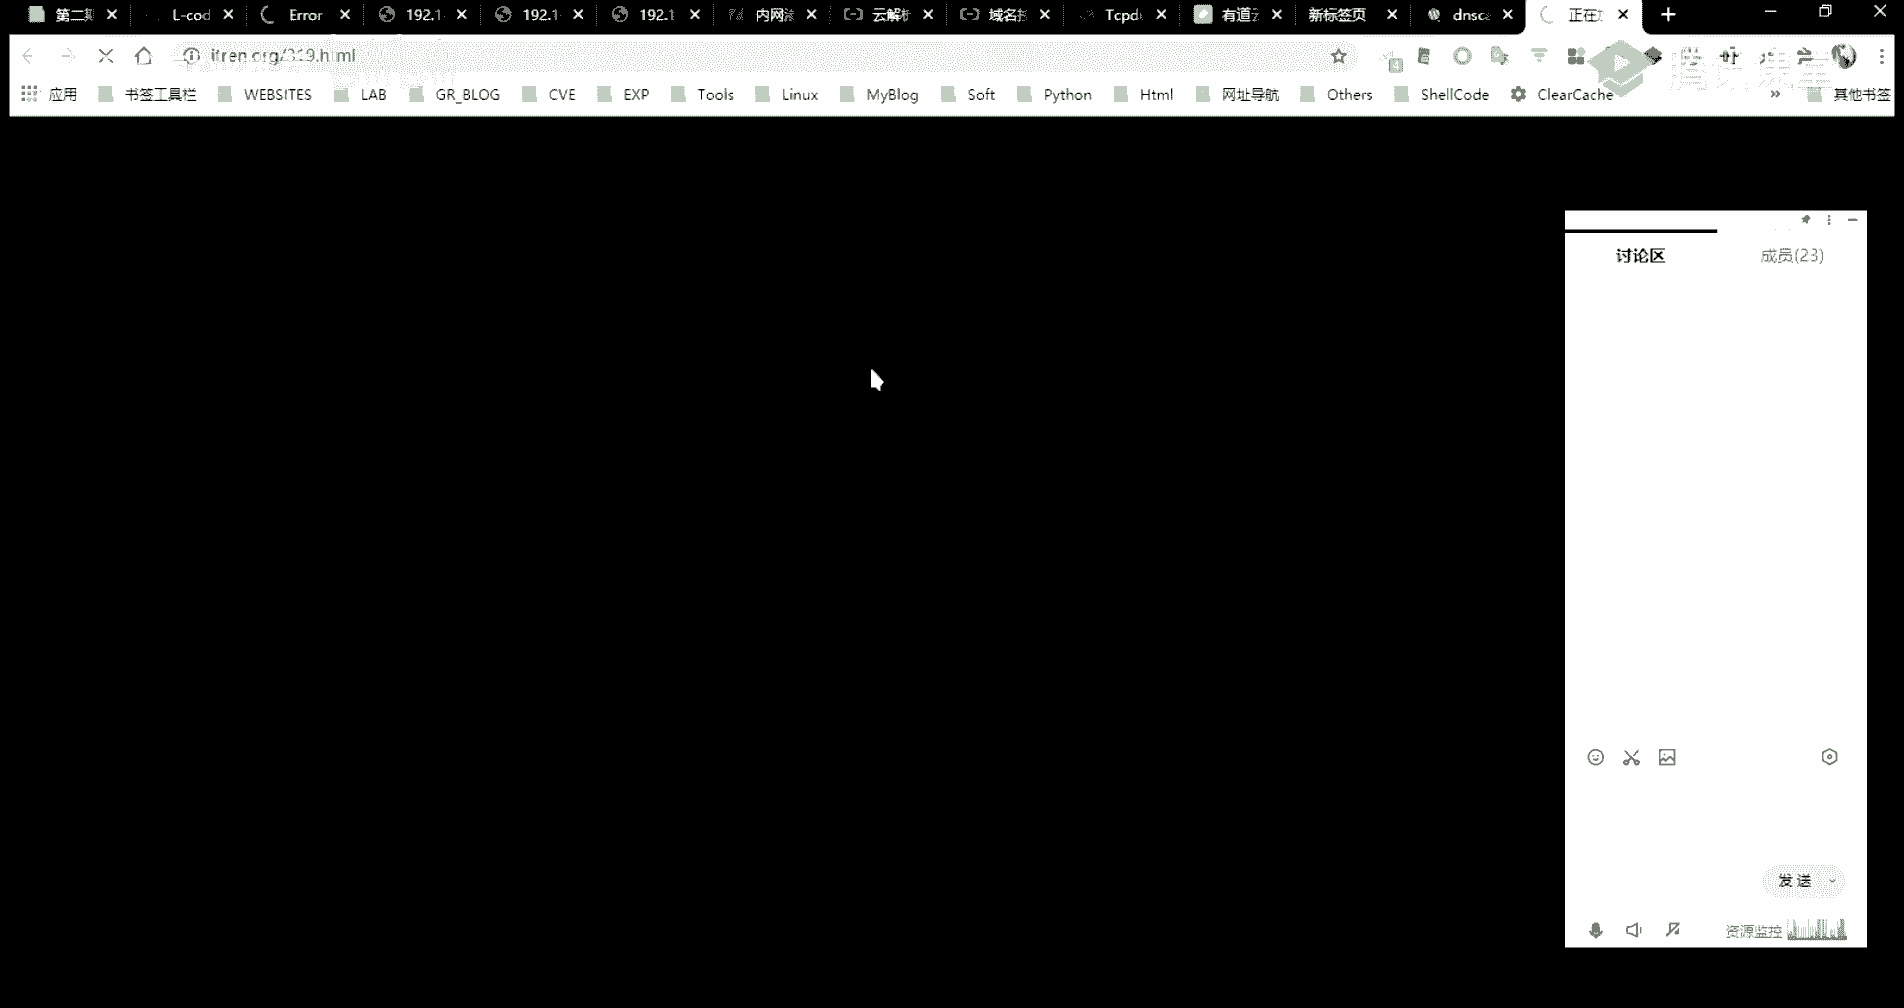 第二 L-cod Error 192.1 192.1 192.1 内网 云解析 域名 Tcpd 有道 新标签页 dnsc 正在
itren.org/319.html
应用 书签工具栏 WEBSITES LAB GR_BLOG CVE EXP Tools Linux MyBlog Soft Python Html 网址导航 Others ShellCode ClearCache » 其他书签
腾讯课堂
讨论区 成员(23)
发送
资源监控